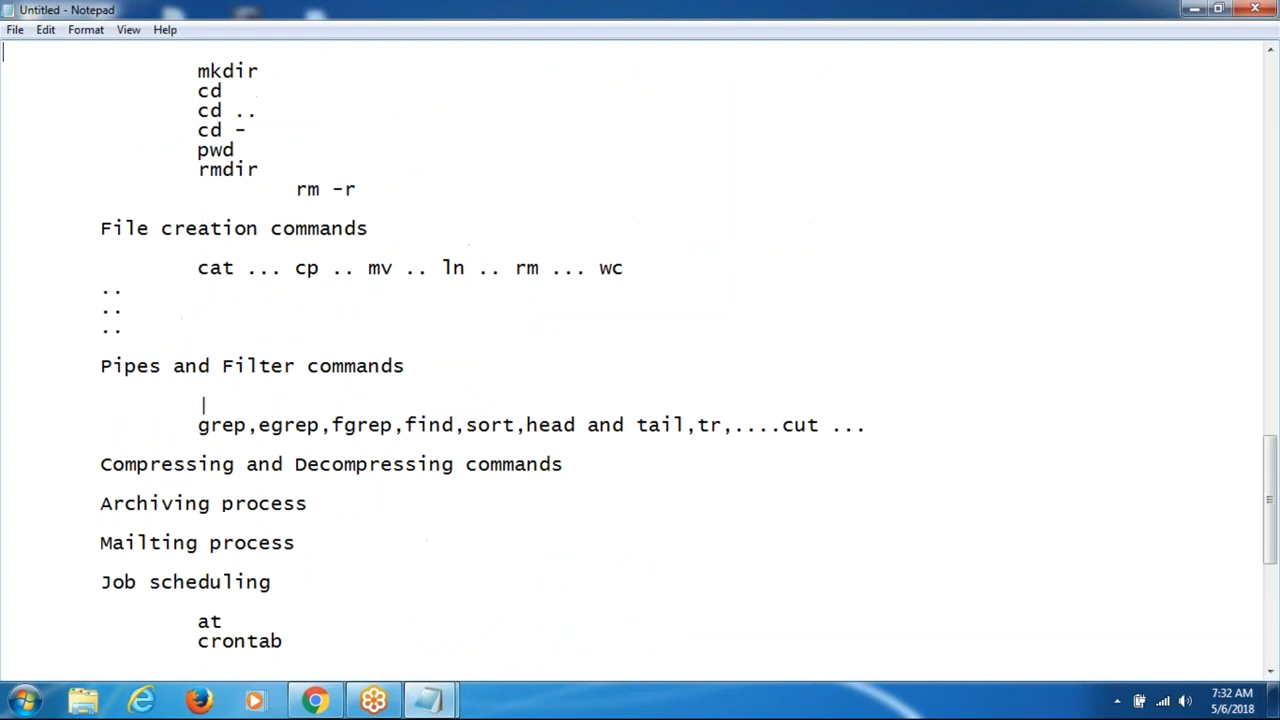 Untitled - Notepad
File Edit Format View Help
mkdir
cd
cd ..
cd -
pwd
rmdir
rm -r
File creation commands
cat ... cp .. mv .. ln .. rm ... wc
..
..
..
Pipes and Filter commands
|
grep,egrep,fgrep,find,sort,head and tail,tr,....cut ...
Compressing and Decompressing commands
Archiving process
Mailting process
Job scheduling
at
crontab
7:32 AM
5/6/2018